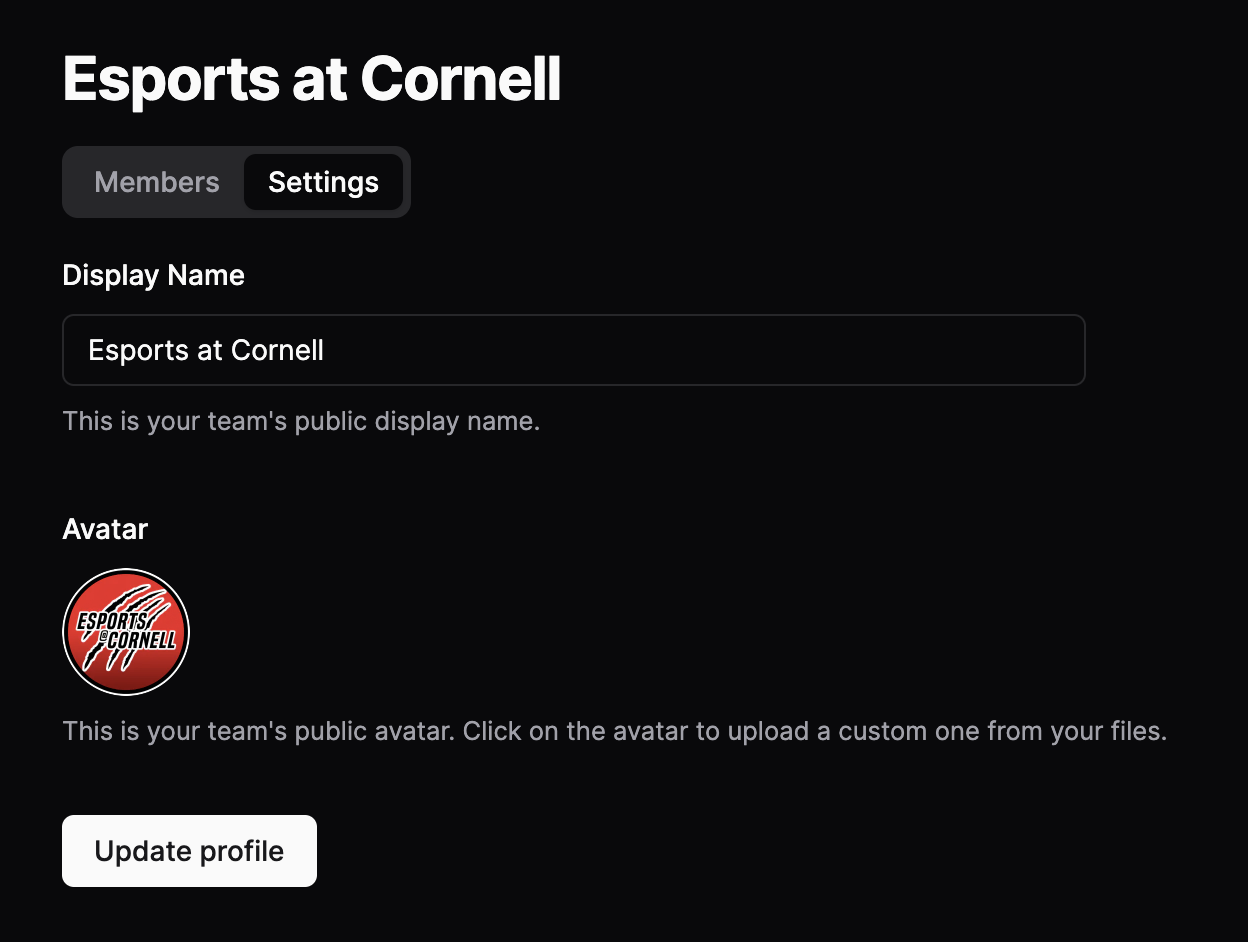 Esports at Cornell
Members Settings
Display Name
Esports at Cornell
This is your team's public display name.
Avatar
ESPORTS
@CORNELL
This is your team's public avatar. Click on the avatar to upload a custom one from your files.
Update profile